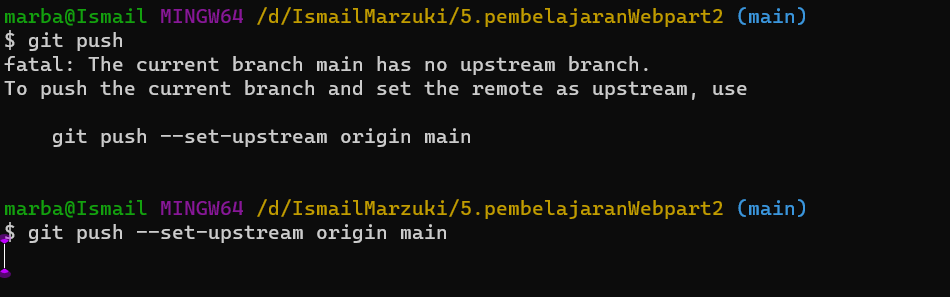 marba@Ismail MINGW64 /d/IsmailMarzuki/5.pembelajaranWebpart2 (main)
$ git push
fatal: The current branch main has no upstream branch.
To push the current branch and set the remote as upstream, use
    git push --set-upstream origin main
marba@Ismail MINGW64 /d/IsmailMarzuki/5.pembelajaranWebpart2 (main)
$ git push --set-upstream origin main